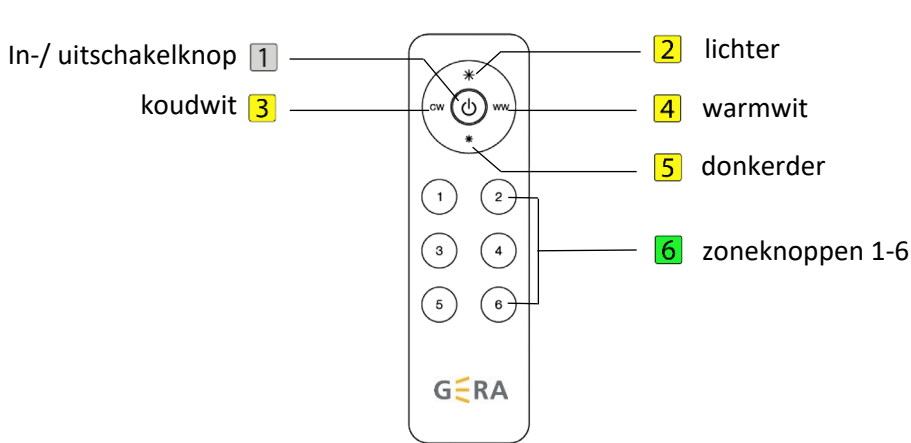 In-/ uitschakelknop 1
2 lichter
koudwit 3
CW WW
4 warmwit
5 donkerder
1 2
3 4
6 zoneknoppen 1-6
5 6
GERA